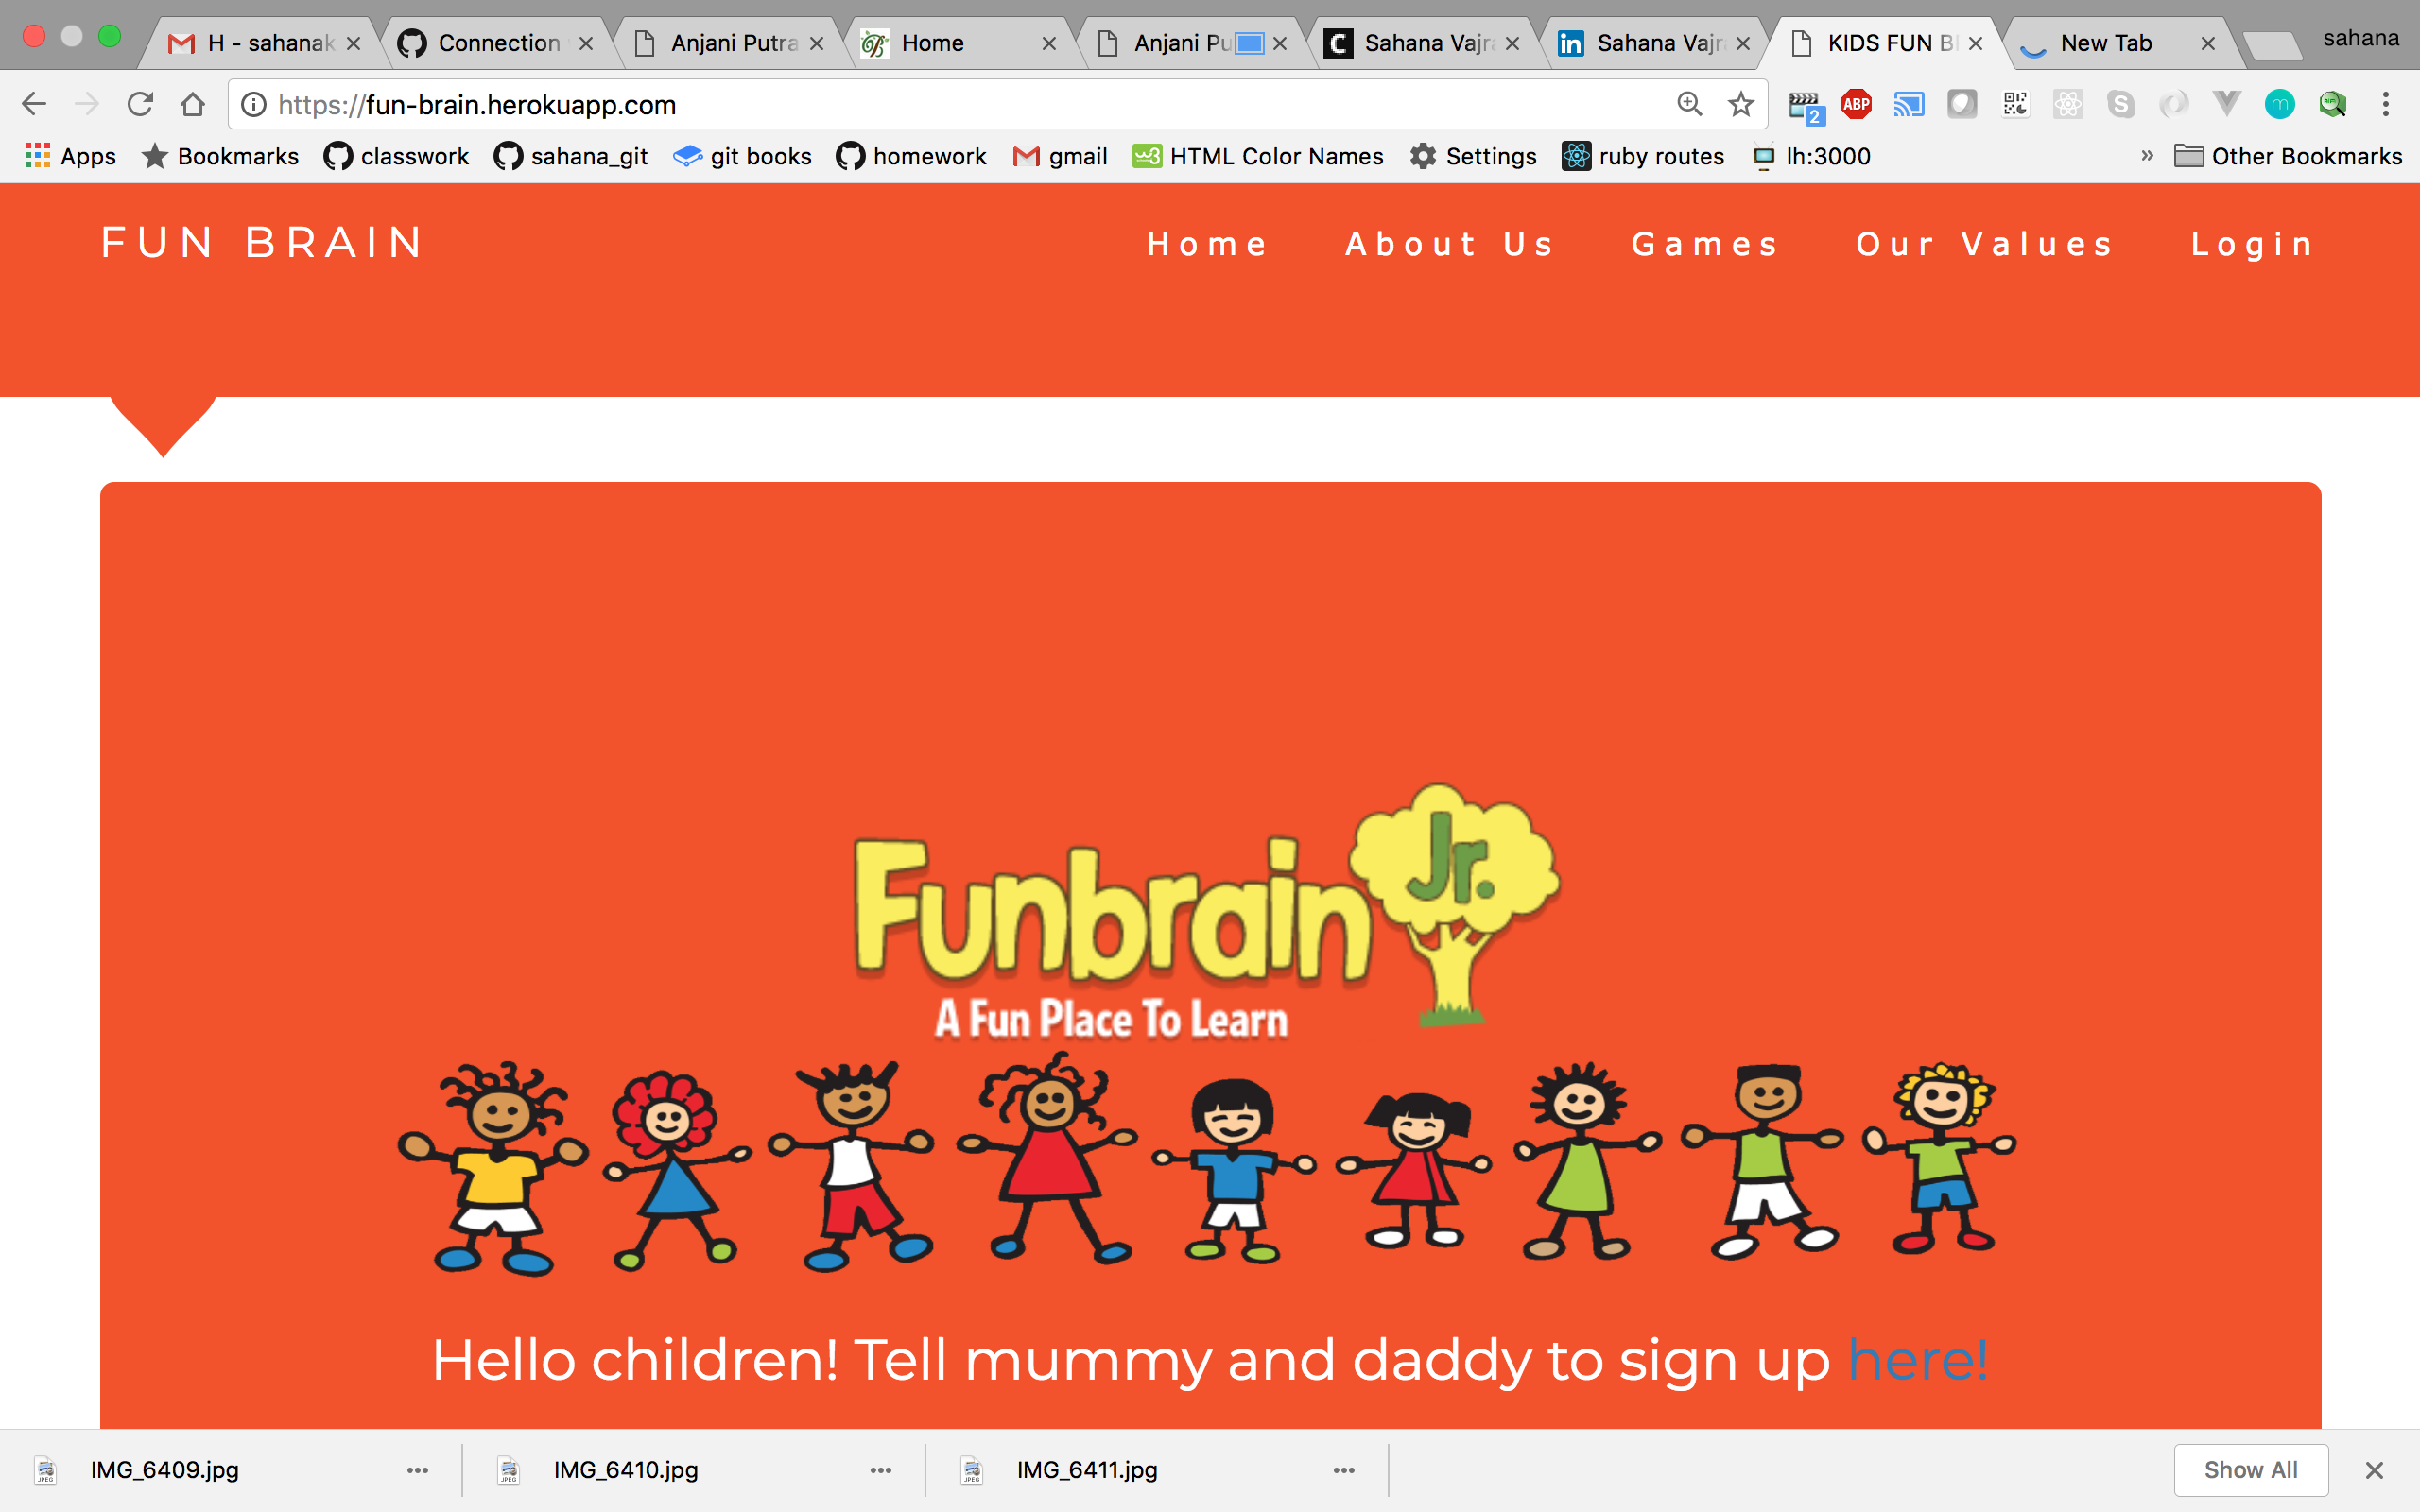 H - sahanak
Connection
Anjani Putra
Home
Anjani Pu
Sahana Vajra
Sahana Vajr
KIDS FUN B
New Tab
sahana
https://fun-brain.herokuapp.com
2
ABP
m
Apps
Bookmarks
classwork
sahana_git
git books
homework
gmail
w3
HTML Color Names
Settings
ruby routes
lh:3000
»
Other Bookmarks
FUN BRAIN
Home
About Us
Games
Our Values
Login
Funbrain Jr.
A Fun Place To Learn
Hello children! Tell mummy and daddy to sign up here!
IMG_6409.jpg
IMG_6410.jpg
IMG_6411.jpg
Show All